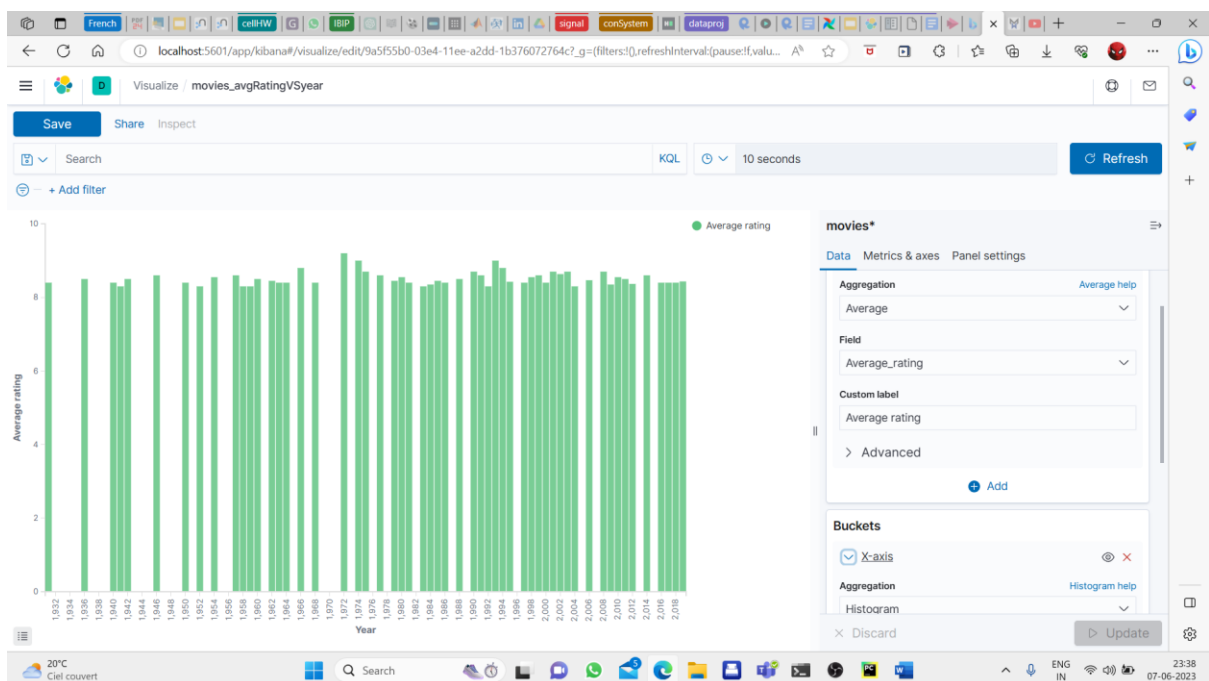 French cellHW IBIP signal conSystem dataproj
localhost:5601/app/kibana#/visualize/edit/9a5f55b0-03e4-11ee-a2dd-1b376072764c?_g=(filters:!(),refreshInterval:(pause:!f,valu...
D Visualize / movies_avgRatingVSyear
Save Share Inspect
Search KQL 10 seconds Refresh
+ Add filter
Average rating
10
8
6
4
2
0
Average rating
1,932 1,934 1,936 1,938 1,940 1,942 1,944 1,946 1,948 1,950 1,952 1,954 1,956 1,958 1,960 1,962 1,964 1,966 1,968 1,970 1,972 1,974 1,976 1,978 1,980 1,982 1,984 1,986 1,988 1,990 1,992 1,994 1,996 1,998 2,000 2,002 2,004 2,006 2,008 2,010 2,012 2,014 2,016 2,018
Year
movies*
Data Metrics & axes Panel settings
Aggregation Average help
Average
Field
Average_rating
Custom label
Average rating
Advanced
Add
Buckets
X-axis
Aggregation Histogram help
Histogram
Discard Update
20°C
Ciel couvert
Search
ENG
IN
23:38
07-06-2023